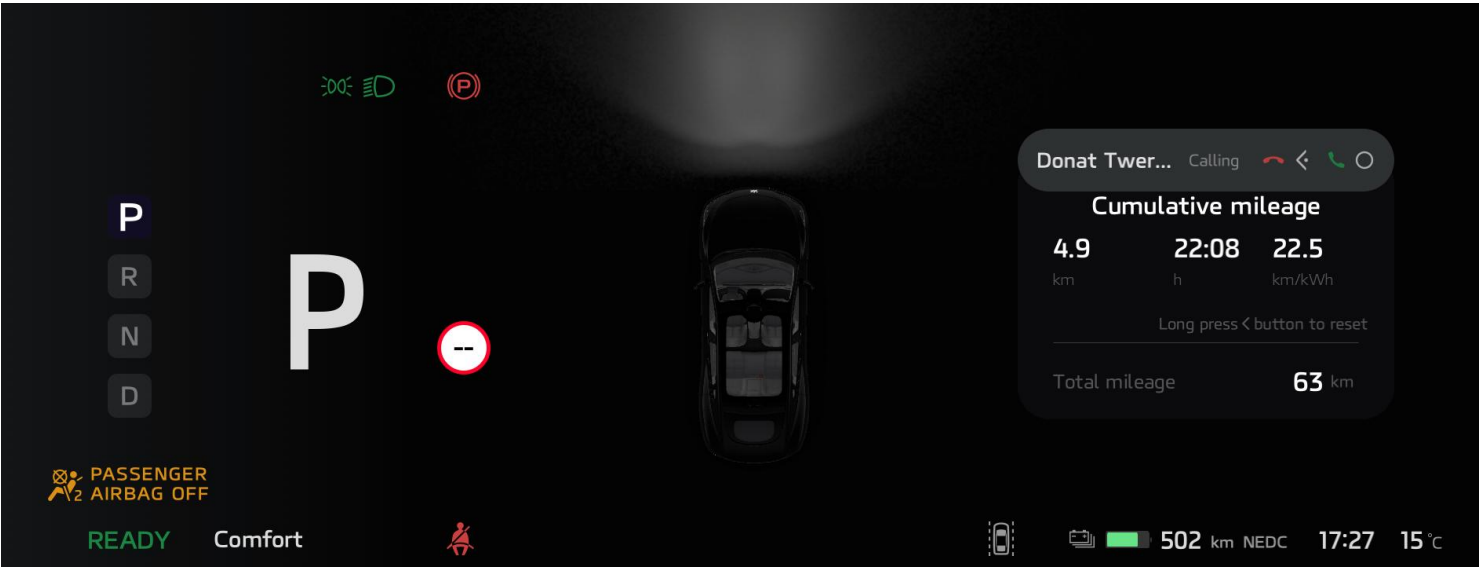 P
Donat Twer... Calling
P
Cumulative mileage
4.9 22:08 22.5
km h km/kWh
R
P
N
--
Long press < button to reset
D
Total mileage 63 km
PASSENGER
2 AIRBAG OFF
READY Comfort
502 km NEDC 17:27 15 °C